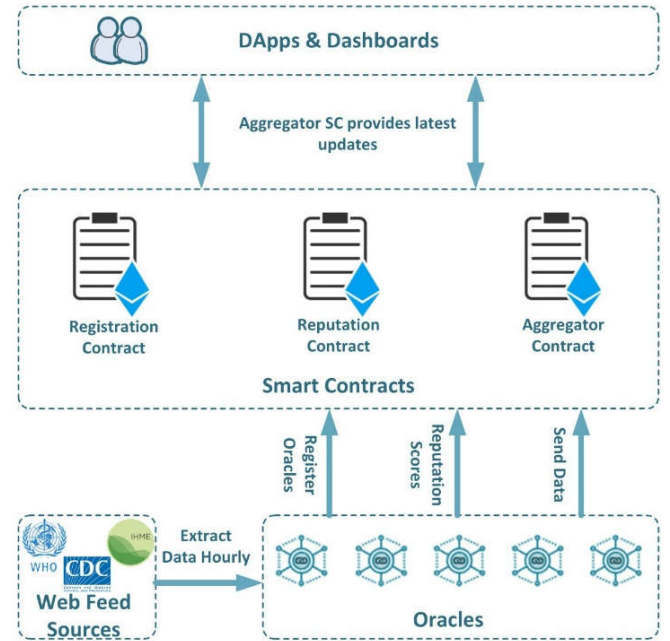 DApps & Dashboards
Aggregator SC provides latest
updates
Registration
Contract
Reputation
Contract
Aggregator
Contract
Smart Contracts
Register
Oracles
Reputation
Scores
Send Data
WHO
IHME
CDC
Extract
Data Hourly
Web Feed
Sources
Oracles